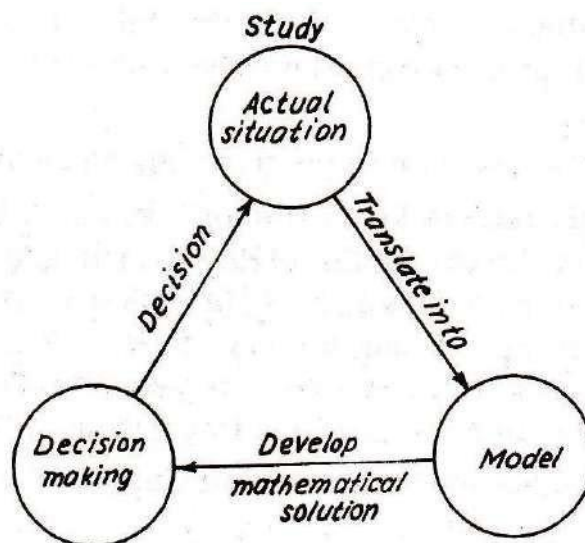 Study
Actual
situation
Translate into
Decision
Decision
making
Develop
mathematical
solution
Model